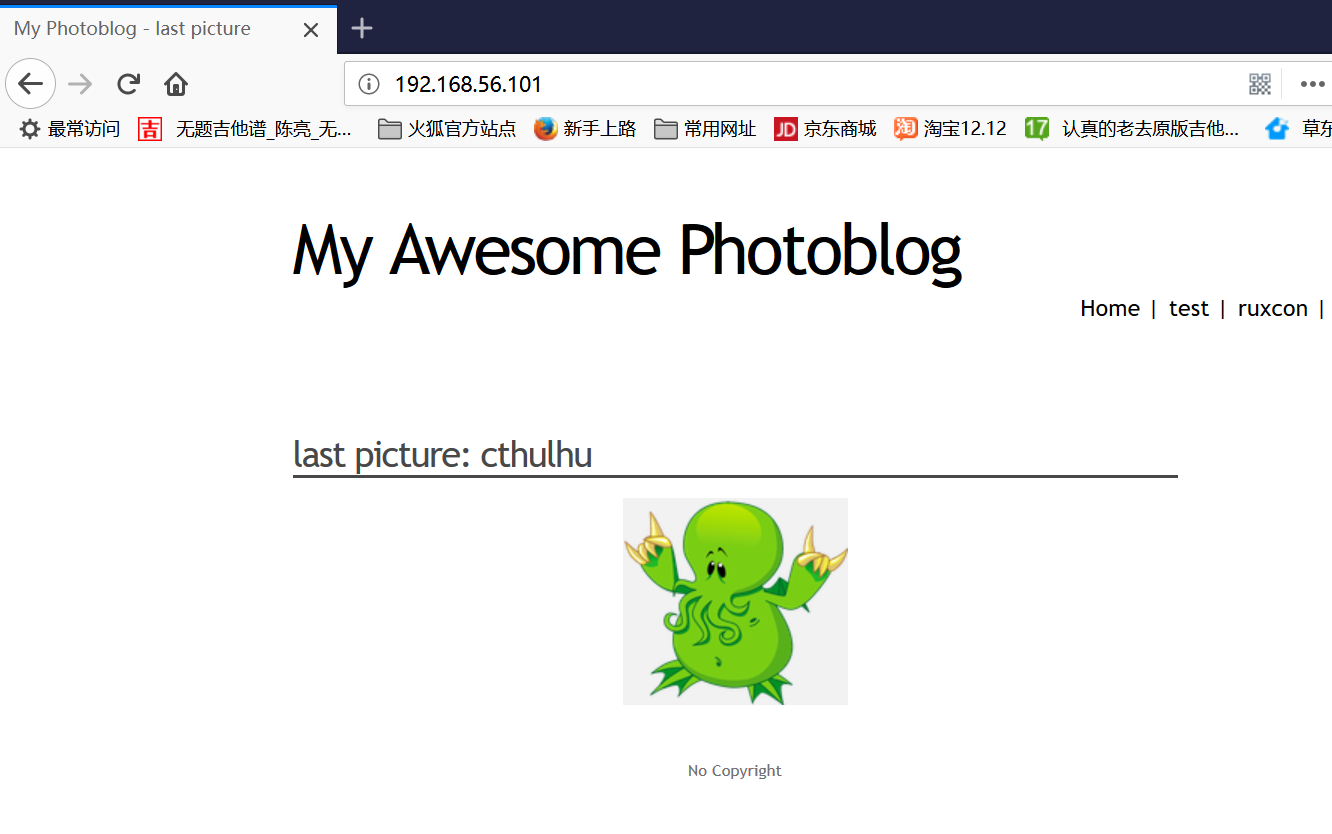 My Photoblog - last picture
192.168.56.101
最常访问 吉 无题吉他谱_陈亮_无... 火狐官方站点 新手上路 常用网址 JD 京东商城 淘 淘宝12.12 17 认真的老去原版吉他... 草东
My Awesome Photoblog
Home | test | ruxcon |
last picture: cthulhu
No Copyright